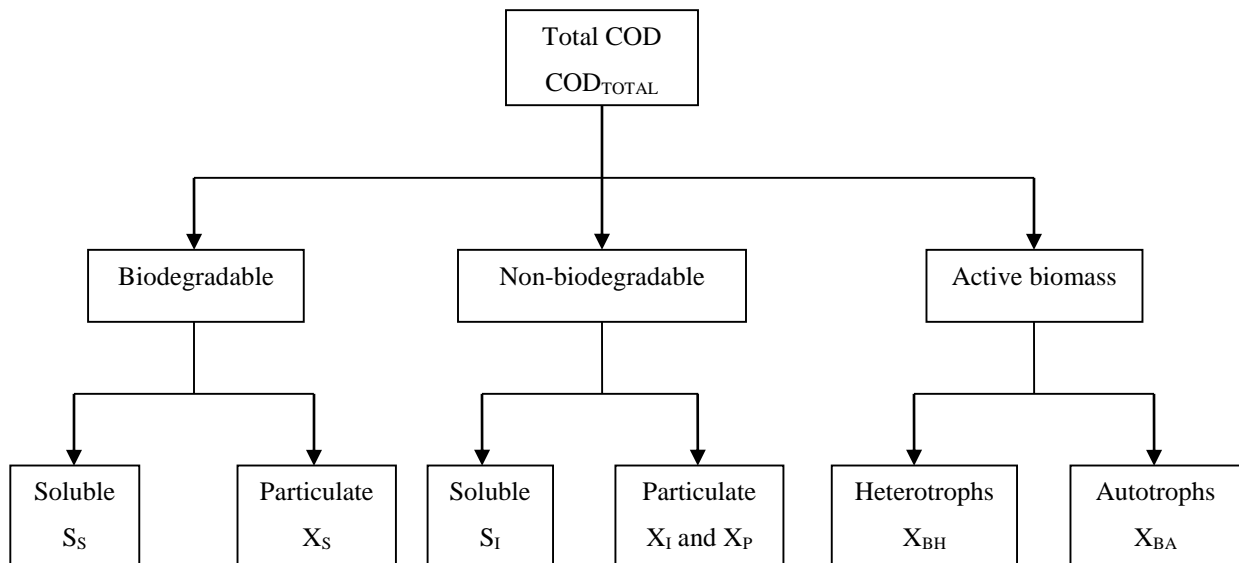 Total COD
COD_TOTAL
Biodegradable
Non-biodegradable
Active biomass
Soluble
S_S
Particulate
X_S
Soluble
S_I
Particulate
X_I and X_P
Heterotrophs
X_BH
Autotrophs
X_BA